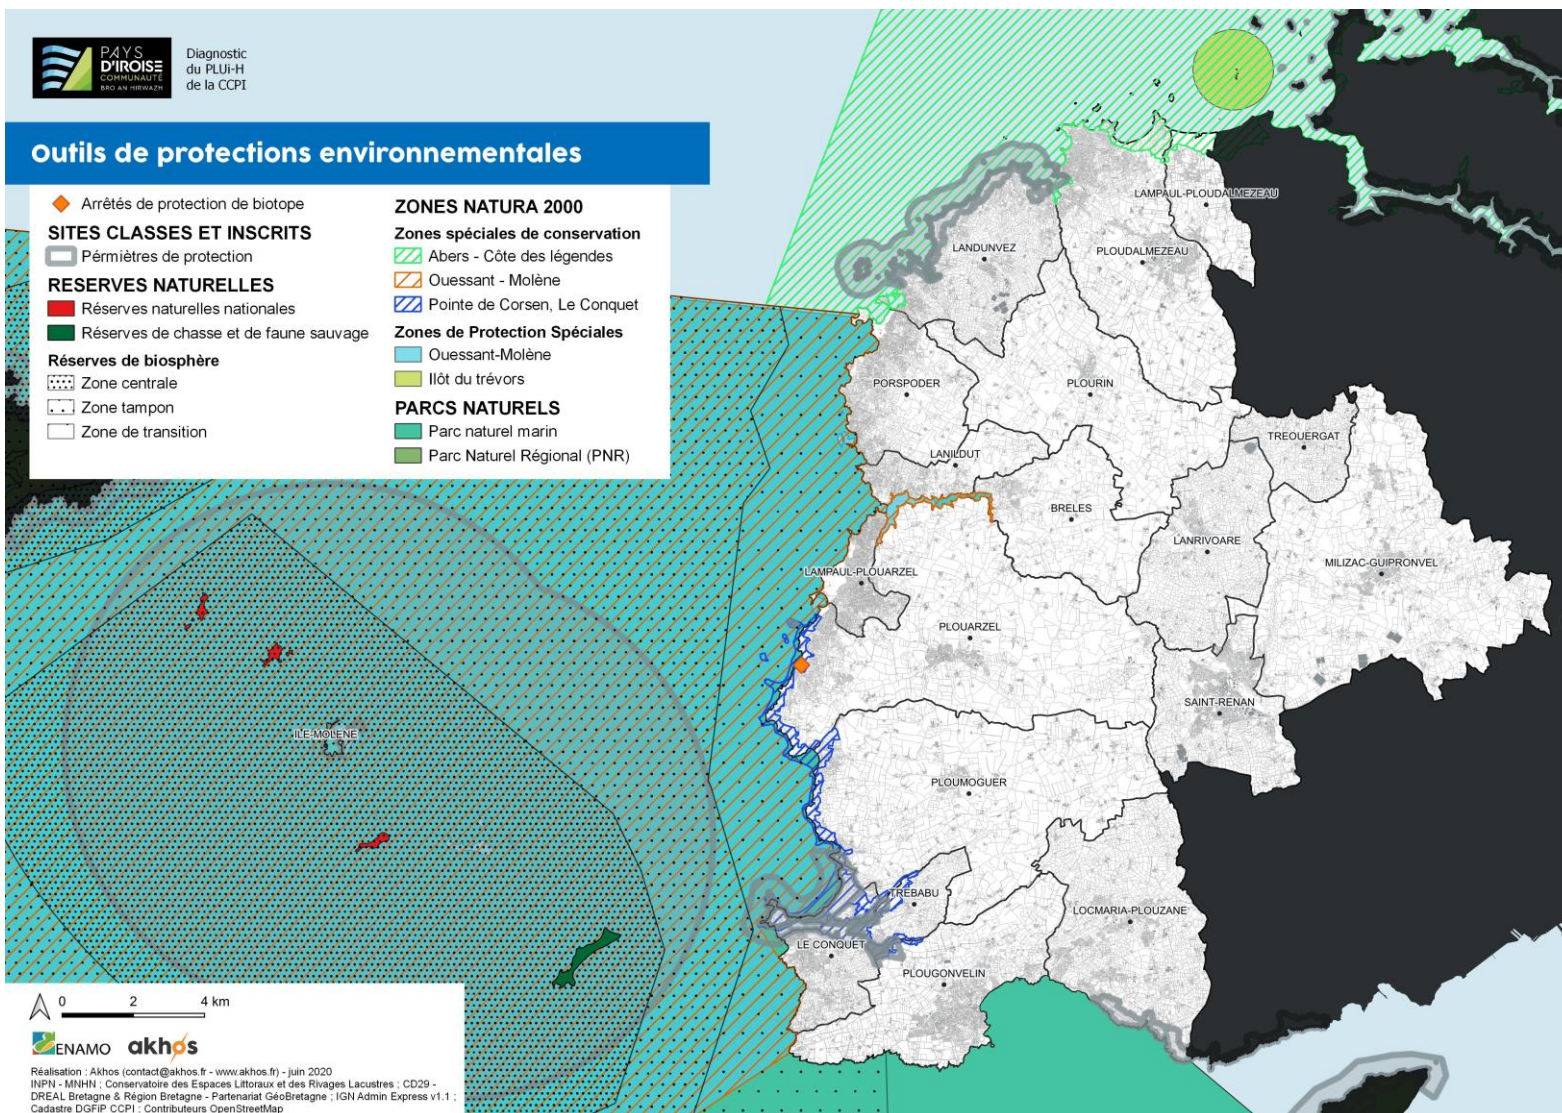 PAYS
D'IROISE
COMMUNAUTÉ
BRO AN HIRWAZH
Diagnostic
du PLUi-H
de la CCPI
Outils de protections environnementales
Arrêtés de protection de biotope
SITES CLASSES ET INSCRITS
Pérmiètres de protection
RESERVES NATURELLES
Réserves naturelles nationales
Réserves de chasse et de faune sauvage
Réserves de biosphère
Zone centrale
Zone tampon
Zone de transition
ZONES NATURA 2000
Zones spéciales de conservation
Abers - Côte des légendes
Ouessant - Molène
Pointe de Corsen, Le Conquet
Zones de Protection Spéciales
Ouessant-Molène
Ilôt du trévors
PARCS NATURELS
Parc naturel marin
Parc Naturel Régional (PNR)
LAMPAUL-PLOUDALMEZEAU
LANDUNVEZ
PLOUDALMEZEAU
PORSPODER
PLOURIN
TREOUERGAT
LANILDUT
BRELES
LANRIVOARE
MILIZAC-GUIPRONVEL
LAMPAUL-PLOUARZEL
PLOUARZEL
SAINT-RENAN
ILE-MOLENE
PLOUMOGUER
TREBABU
LOCMARIA-PLOUZANE
LE CONQUET
PLOUGONVELIN
0 2 4 km
ENAMO akhos
Réalisation : Akhos (contact@akhos.fr - www.akhos.fr) - juin 2020
INPN - MNHN ; Conservatoire des Espaces Littoraux et des Rivages Lacustres ; CD29 -
DREAL Bretagne & Région Bretagne - Partenariat GéoBretagne ; IGN Admin Express v1.1 ;
Cadastre DGFiP CCPI ; Contributeurs OpenStreetMap